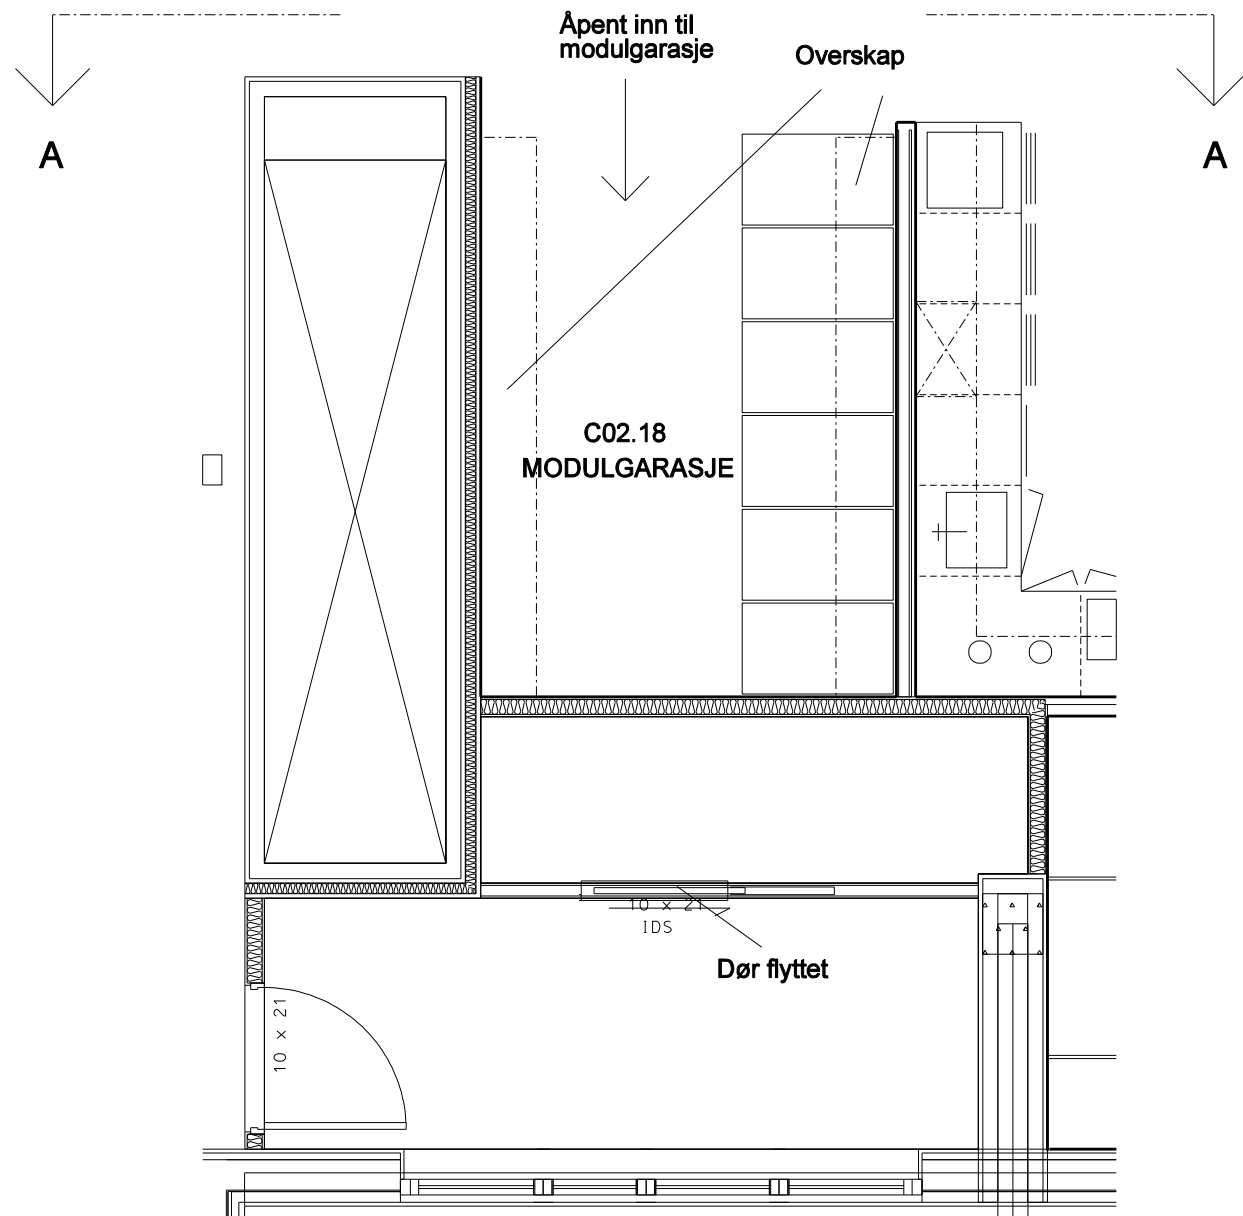 Åpent inn til
modulgarasje
Overskap
A
A
C02.18
MODULGARASJE
10 x 21
IDS
Dør flyttet
10 x 21